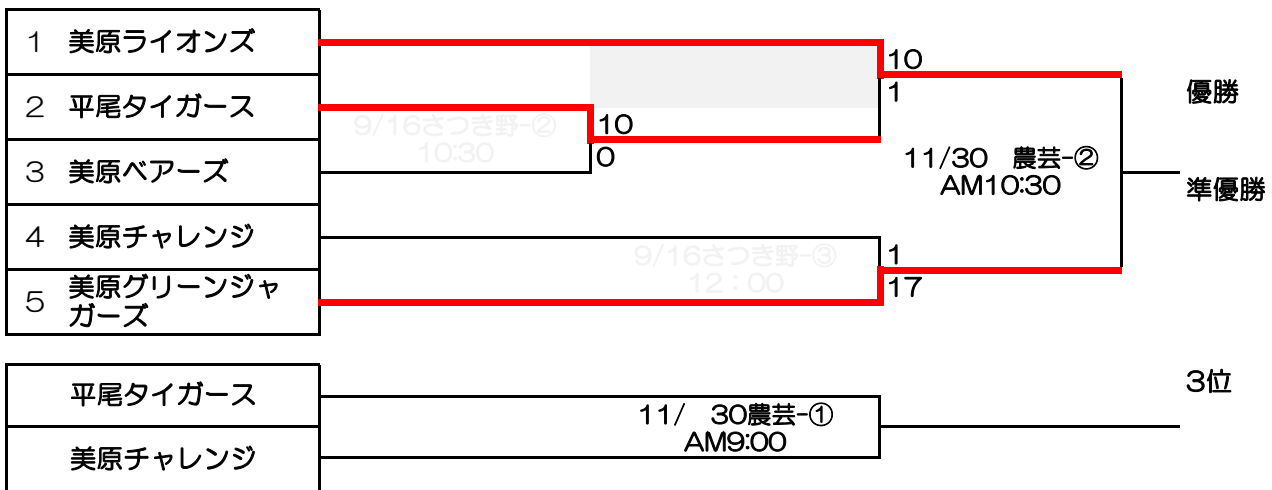 1 美原ライオンズ
10
1
優勝
2 平尾タイガース
9/16さつき野-②
10:30
10
0
11/30 農芸-②
AM10:30
3 美原ベアーズ
準優勝
4 美原チャレンジ
9/16さつき野-③
12：00
1
17
5 美原グリーンジャ
ガーズ
3位
平尾タイガース
11/ 30農芸-①
AM9:00
美原チャレンジ